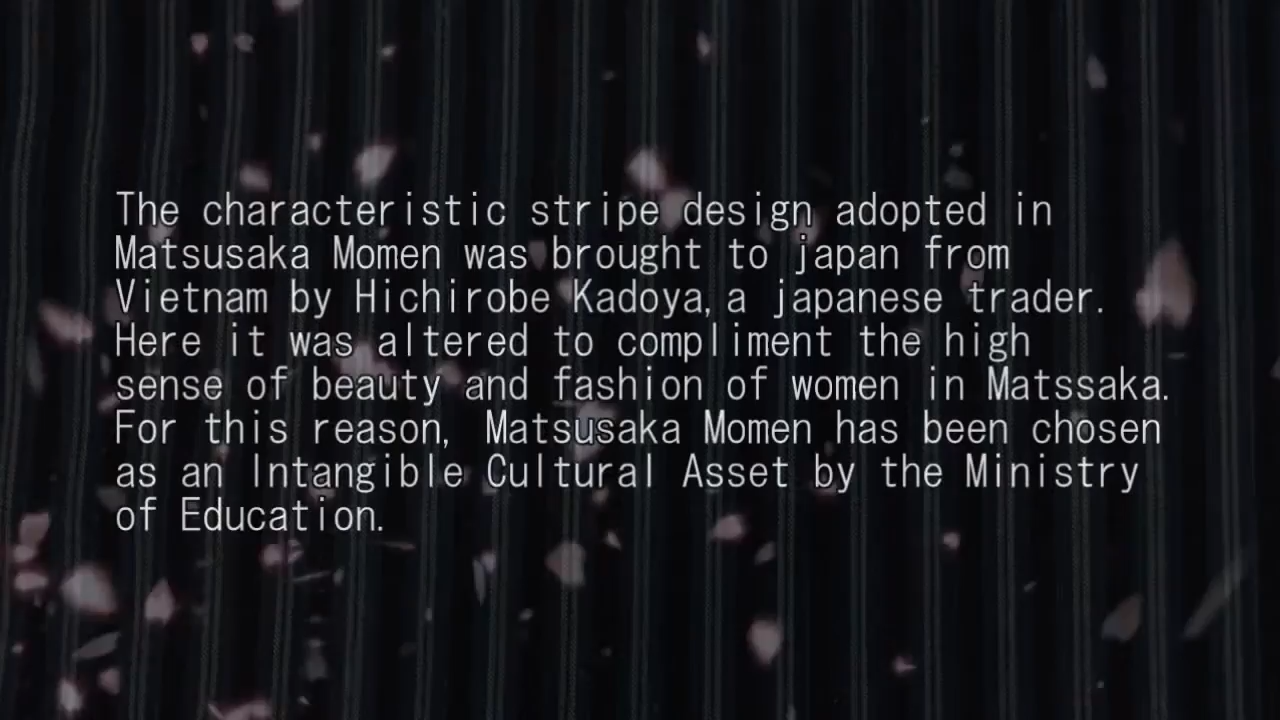 The characteristic stripe design adopted in
Matsusaka Momen was brought to japan from
Vietnam by Hichirobe Kadoya, a japanese trader.
Here it was altered to compliment the high
sense of beauty and fashion of women in Matssaka.
For this reason, Matsusaka Momen has been chosen
as an Intangible Cultural Asset by the Ministry
of Education.